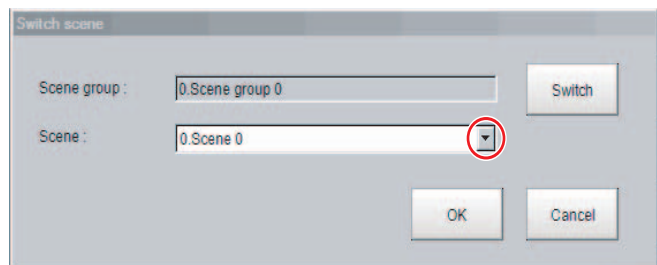 Switch scene
Scene group :
0.Scene group 0
Switch
Scene :
0.Scene 0
OK
Cancel